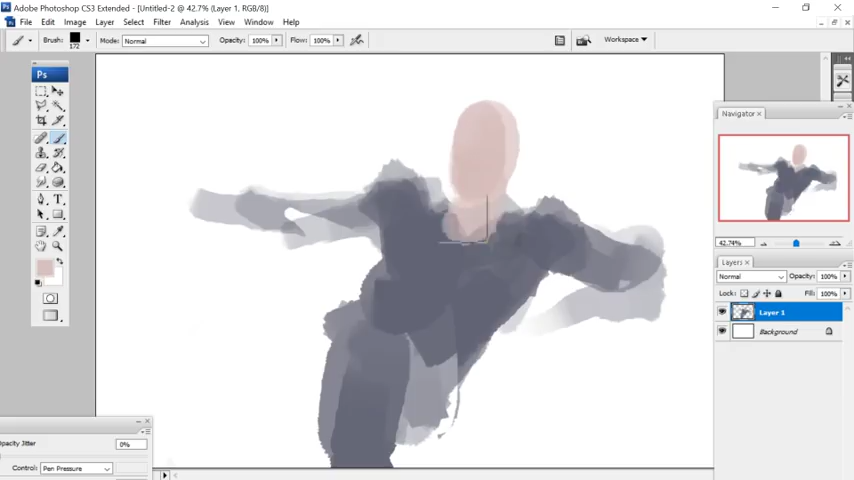 Adobe Photoshop CS3 Extended - [Untitled-2 @ 42.7% (Layer 1, RGB/8)]
File Edit Image Layer Select Filter Analysis View Window Help
Brush: 172 Mode: Normal Opacity: 100% Flow: 100% Workspace
Ps
Navigator
42.74%
Layers
Normal Opacity: 100%
Lock: Fill: 100%
Layer 1
Background
Opacity Jitter 0%
Control: Pen Pressure